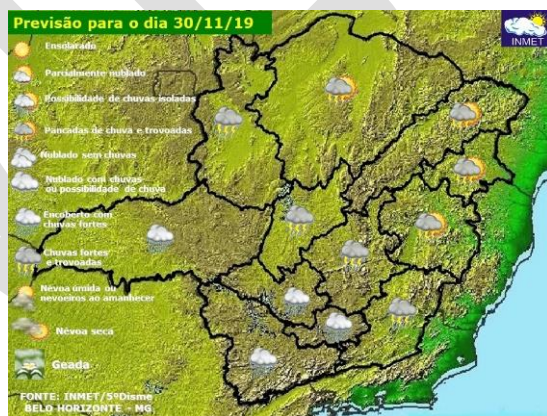 Previsão para o dia 30/11/19
INMET
Ensolarado
Parcialmente nublado
Possibilidade de chuvas isoladas
Pancadas de chuva e trovoadas
Nublado sem chuvas
Nublado com chuvas
ou possibilidade de chuva
Encoberto com
chuvas fortes
Chuvas fortes
e trovoadas
Névoa úmida ou
nevoeiros ao amanhecer
Névoa seca
Geada
FONTE: INMET/5ºDisme
BELO HORIZONTE - MG